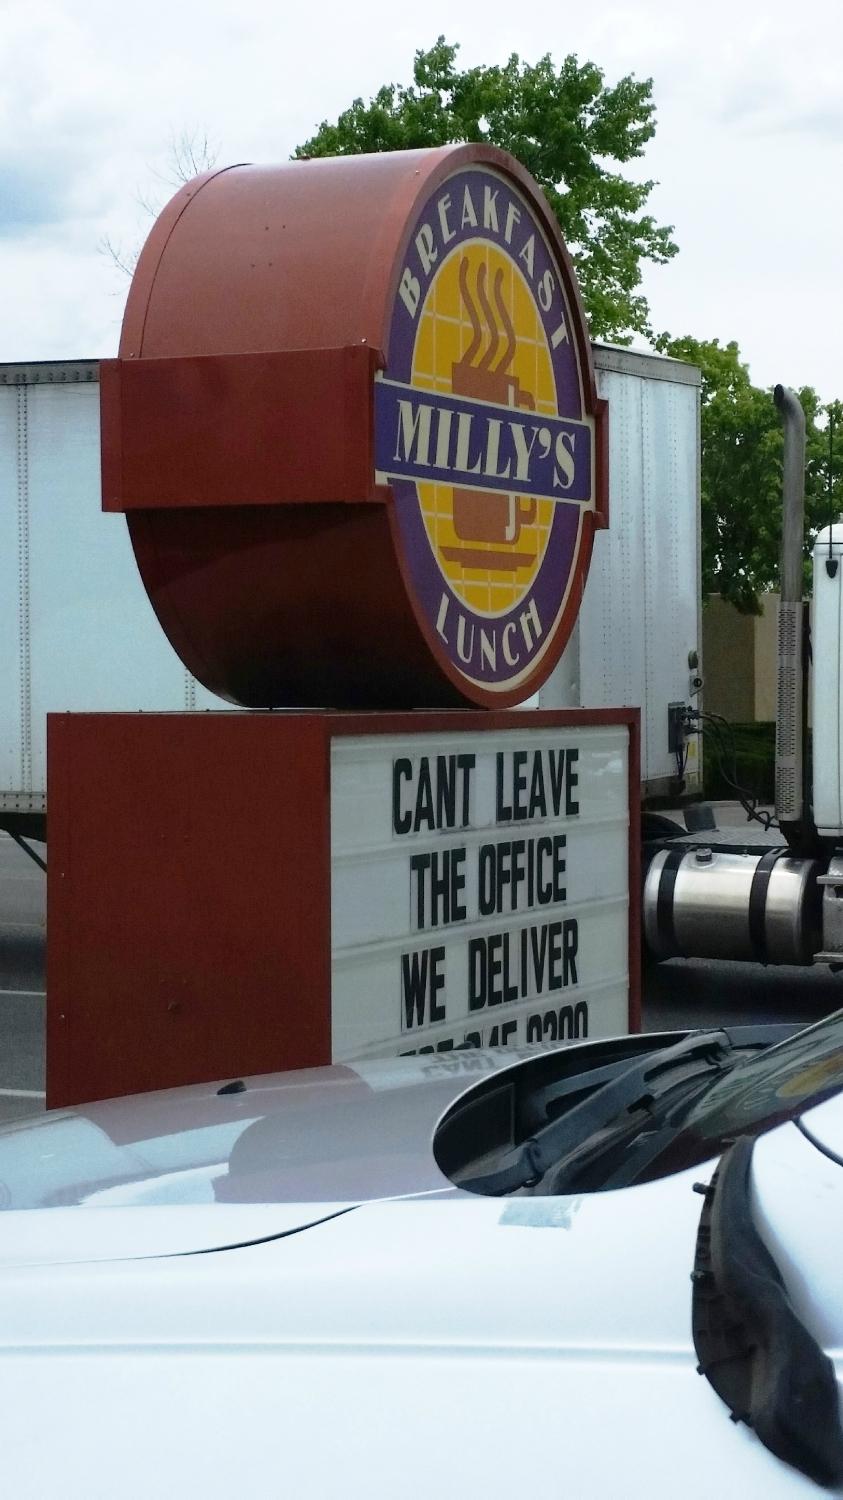 BREAKFAST
MILLY'S
LUNCH
CANT LEAVE
THE OFFICE
WE DELIVER